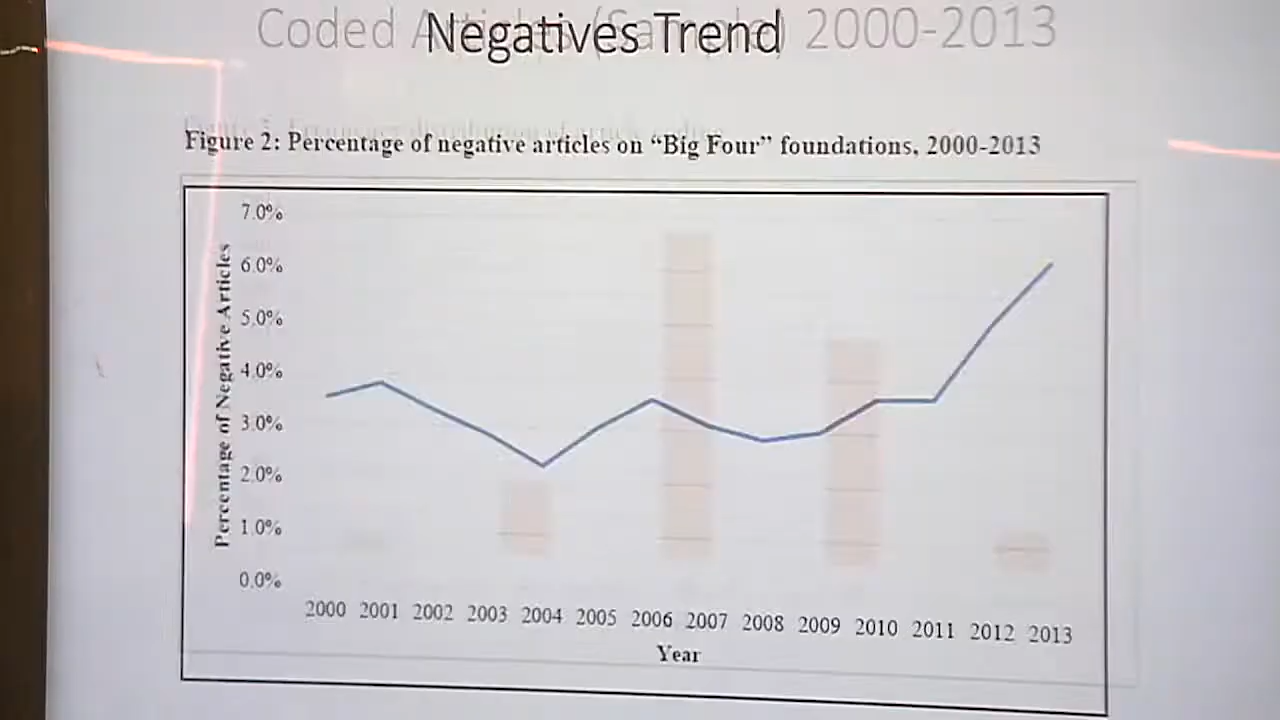 Coded Articles (Sample) 2000-2013
Negatives Trend
Figure 2: Percentage of negative articles on “Big Four” foundations, 2000-2013
Percentage of Negative Articles
7.0%
6.0%
5.0%
4.0%
3.0%
2.0%
1.0%
0.0%
2000 2001 2002 2003 2004 2005 2006 2007 2008 2009 2010 2011 2012 2013
Year